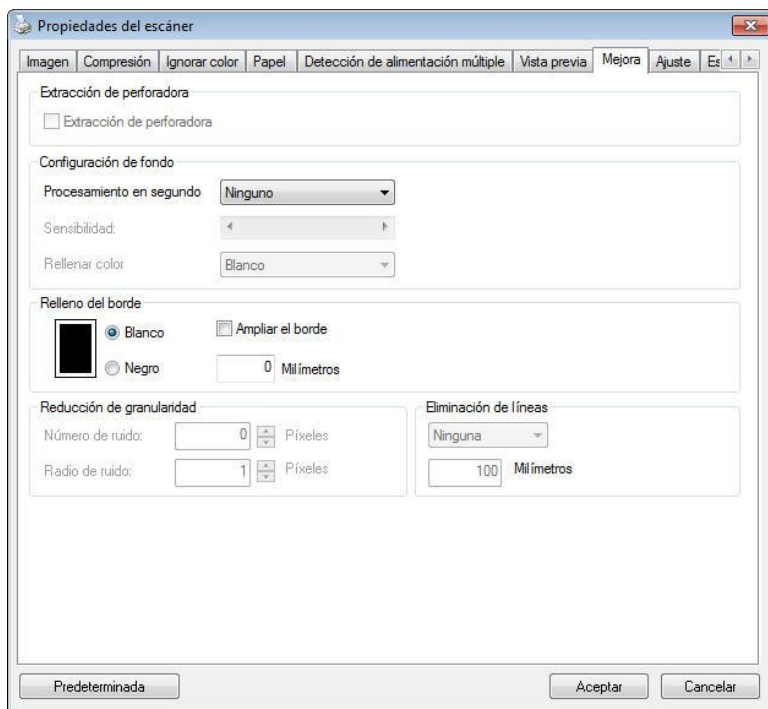 Propiedades del escáner
Imagen Compresión Ignorar color Papel Detección de alimentación múltiple Vista previa Mejora Ajuste Es
Extracción de perforadora
Extracción de perforadora
Configuración de fondo
Procesamiento en segundo Ninguno
Sensibilidad:
Rellenar color Blanco
Relleno del borde
Blanco Ampliar el borde
Negro 0 Milímetros
Reducción de granularidad Eliminación de líneas
Número de ruido: 0 Píxeles Ninguna
Radio de ruido: 1 Píxeles 100 Milímetros
Predeterminada Aceptar Cancelar